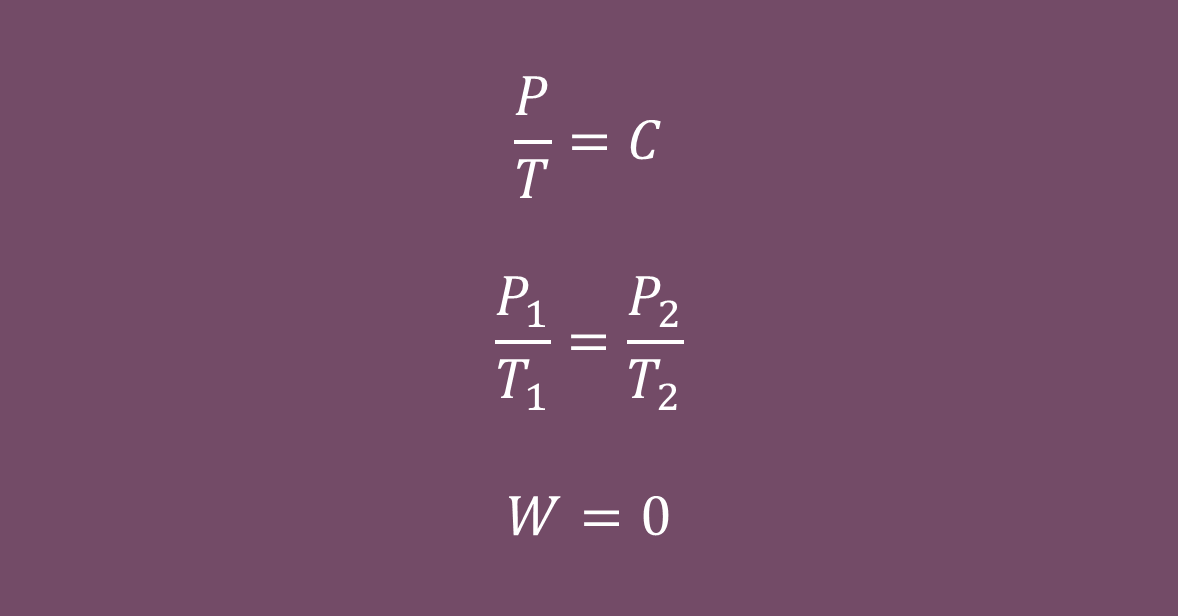 P/T = C
P₁/T₁ = P₂/T₂
W = 0